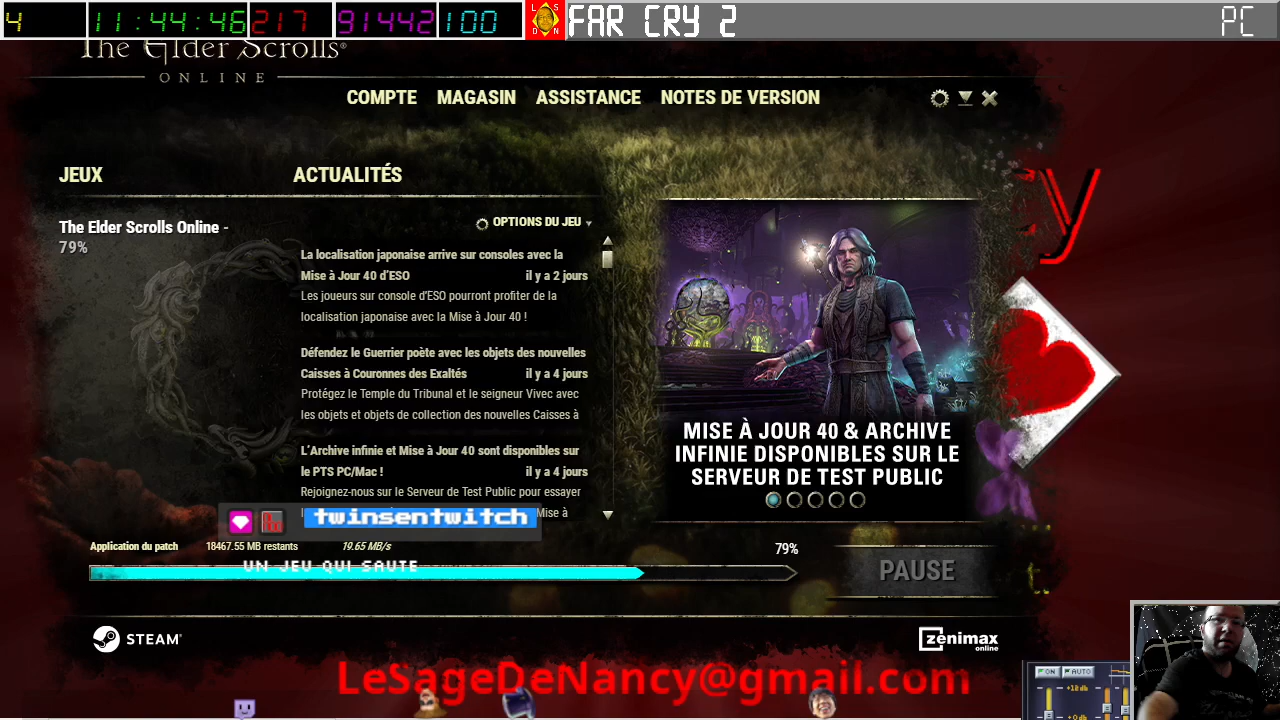 4
11:44:46
217
91442
100
L S
D N
FAR CRY 2
PC
The Elder Scrolls®
ONLINE
COMPTE MAGASIN ASSISTANCE NOTES DE VERSION
JEUX
ACTUALITÉS
The Elder Scrolls Online -
79%
OPTIONS DU JEU
La localisation japonaise arrive sur consoles avec la
Mise à Jour 40 d'ESO il y a 2 jours
Les joueurs sur console d'ESO pourront profiter de la
localisation japonaise avec la Mise à Jour 40 !
Défendez le Guerrier poète avec les objets des nouvelles
Caisses à Couronnes des Exaltés il y a 4 jours
Protégez le Temple du Tribunal et le seigneur Vivec avec
les objets et objets de collection des nouvelles Caisses à
L'Archive infinie et Mise à Jour 40 sont disponibles sur
le PTS PC/Mac ! il y a 4 jours
Rejoignez-nous sur le Serveur de Test Public pour essayer
Mise à
twinsentwitch
MISE À JOUR 40 & ARCHIVE
INFINIE DISPONIBLES SUR LE
SERVEUR DE TEST PUBLIC
y
Application du patch 18467.55 MB restants 19.65 MB/s
79%
UN JEU QUI SAUTE
PAUSE
STEAM
zenimax
online
LeSageDeNancy@gmail.com
ON AUTO
+12db
+0db